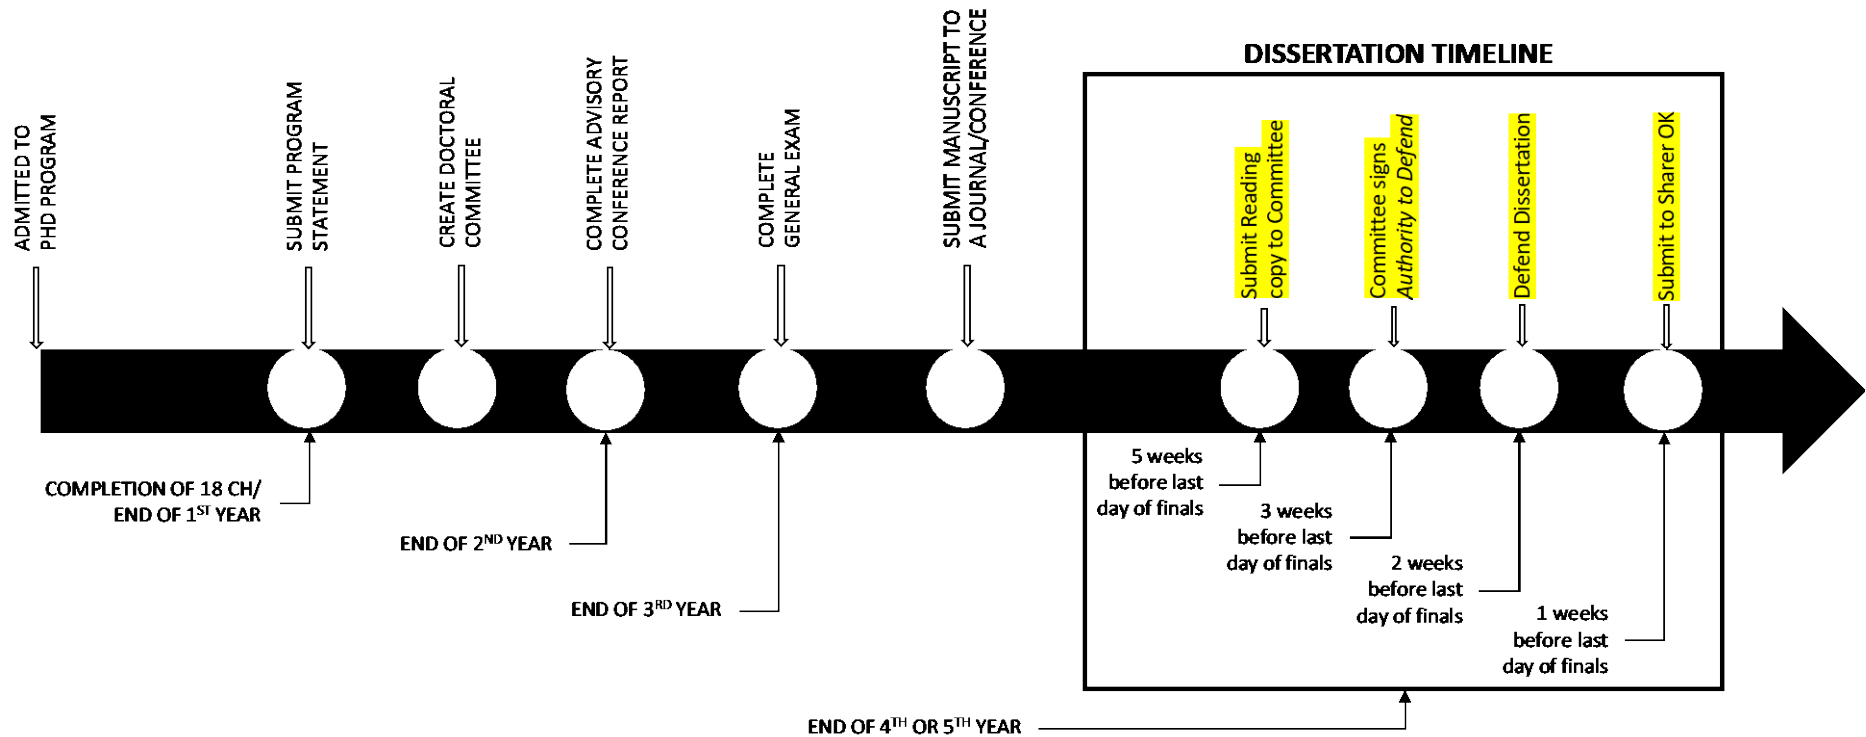 DISSERTATION TIMELINE
ADMITTED TO
PHD PROGRAM
SUBMIT PROGRAM
STATEMENT
CREATE DOCTORAL
COMMITTEE
COMPLETE ADVISORY
CONFERENCE REPORT
COMPLETE
GENERAL EXAM
SUBMIT MANUSCRIPT TO
A JOURNAL/CONFERENCE
Submit Reading
copy to Committee
Committee signs
Authority to Defend
Defend Dissertation
Submit to Sharer OK
COMPLETION OF 18 CH/
END OF 1ST YEAR
END OF 2ND YEAR
END OF 3RD YEAR
5 weeks
before last
day of finals
3 weeks
before last
day of finals
2 weeks
before last
day of finals
1 weeks
before last
day of finals
END OF 4TH OR 5TH YEAR